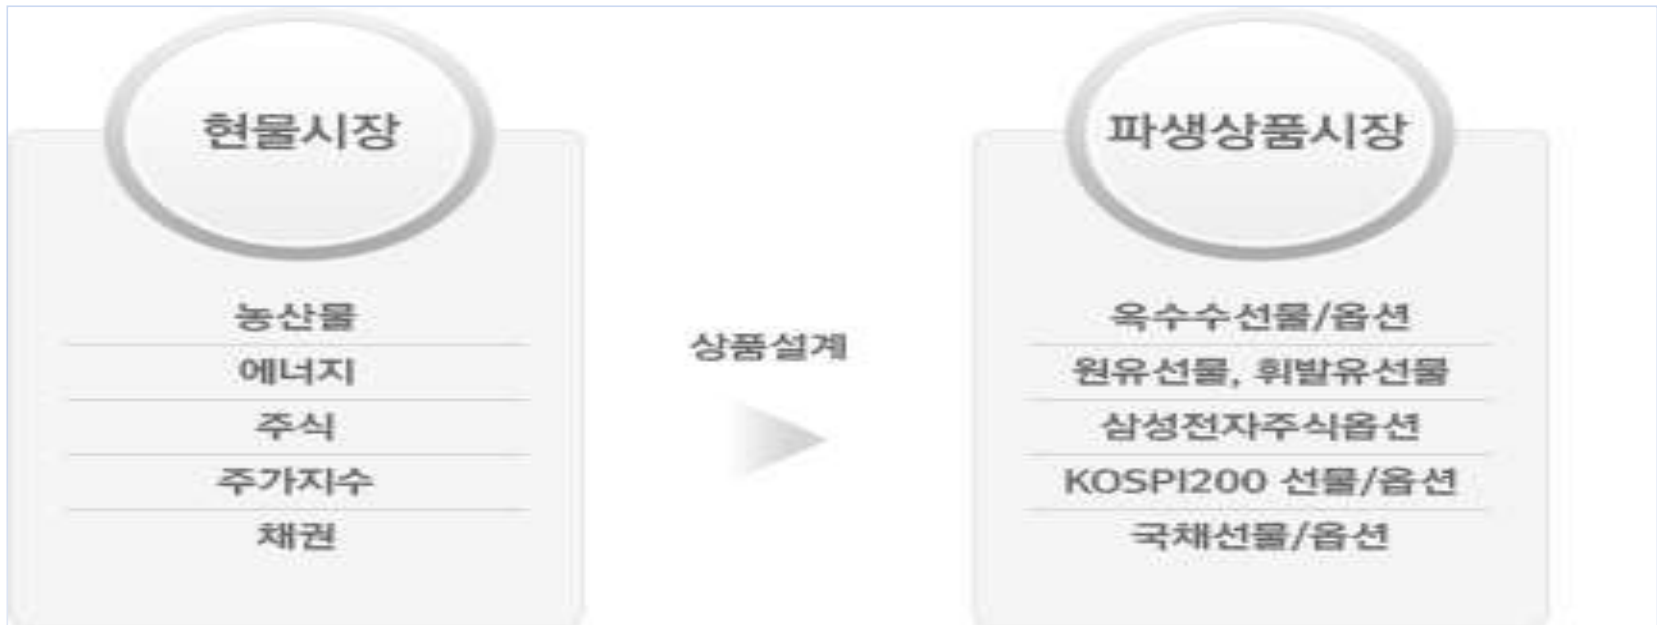 현물시장
농산물
에너지
주식
주가지수
채권
상품설계
파생상품시장
옥수수선물/옵션
원유선물, 휘발유선물
삼성전자주식옵션
KOSPI200 선물/옵션
국채선물/옵션